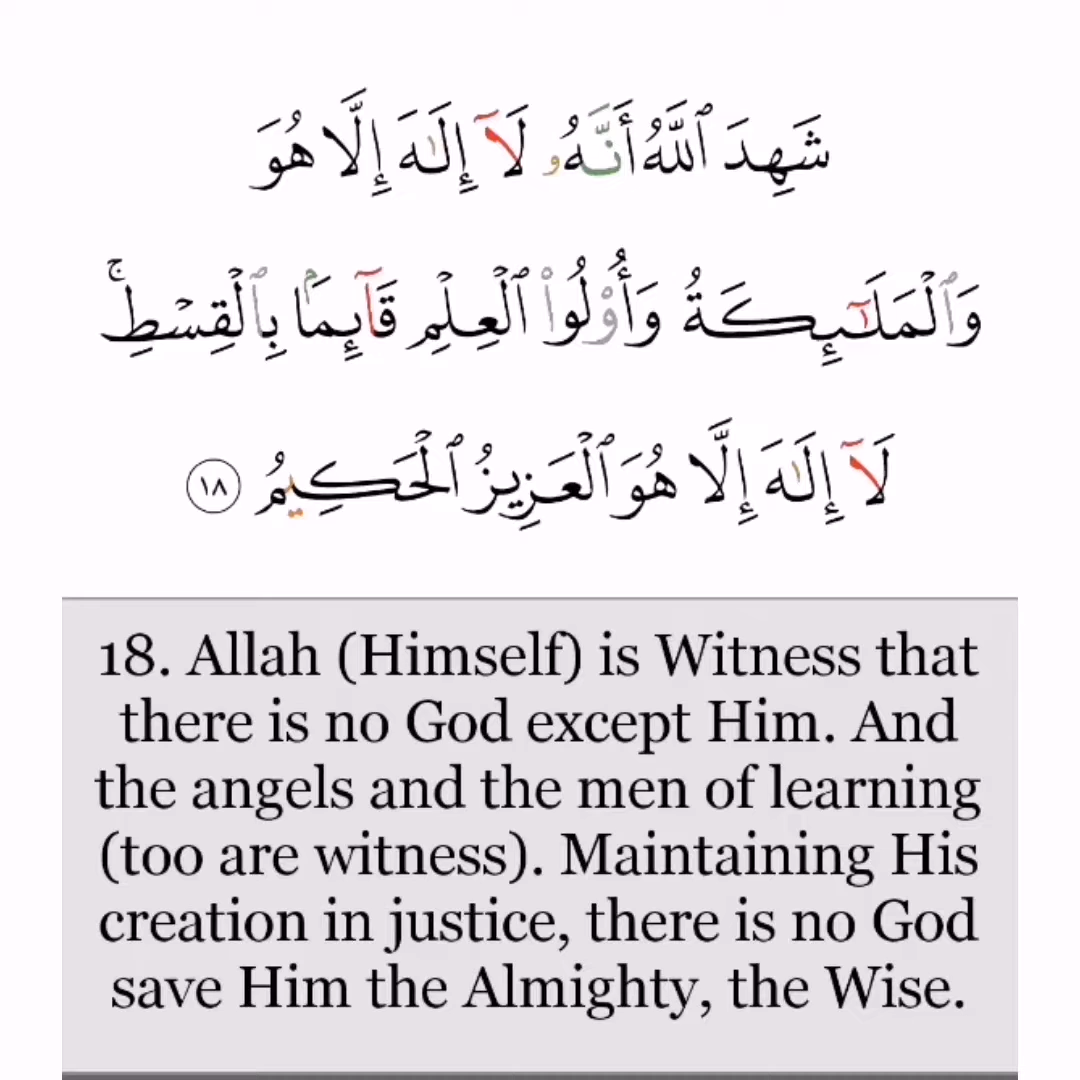 شَهِدَ ٱللَّهُ أَنَّهُۥ لَآ إِلَـٰهَ إِلَّا هُوَ
وَٱلْمَلَـٰٓئِكَةُ وَأُو۟لُوا۟ ٱلْعِلْمِ قَآئِمًۢا بِٱلْقِسْطِ ۚ
لَآ إِلَـٰهَ إِلَّا هُوَ ٱلْعَزِيزُ ٱلْحَكِيمُ ١٨
18. Allah (Himself) is Witness that
there is no God except Him. And
the angels and the men of learning
(too are witness). Maintaining His
creation in justice, there is no God
save Him the Almighty, the Wise.